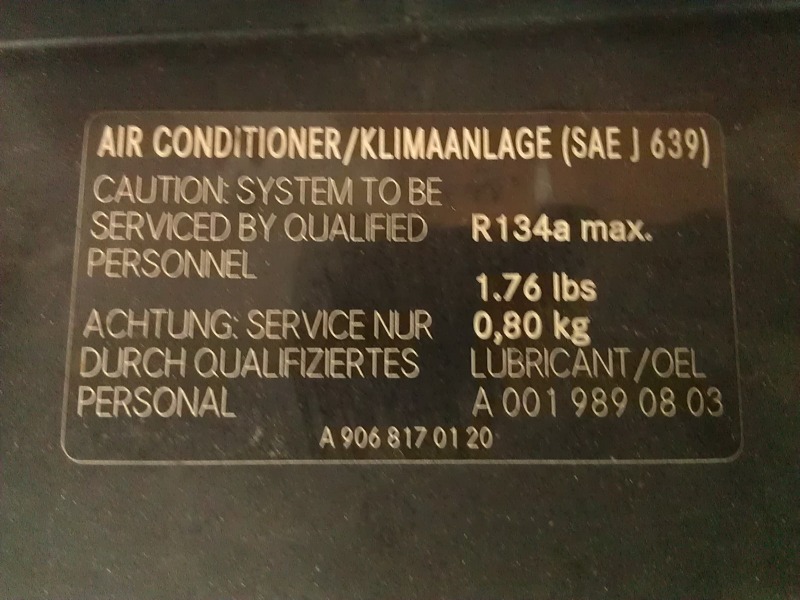 AIR CONDITIONER/KLIMAANLAGE (SAE J 639)
CAUTION: SYSTEM TO BE
SERVICED BY QUALIFIED
PERSONNEL
R134a max.
1.76 lbs
0,80 kg
ACHTUNG: SERVICE NUR
DURCH QUALIFIZIERTES
PERSONAL
LUBRICANT/OEL
A 001 989 08 03
A 906 817 01 20